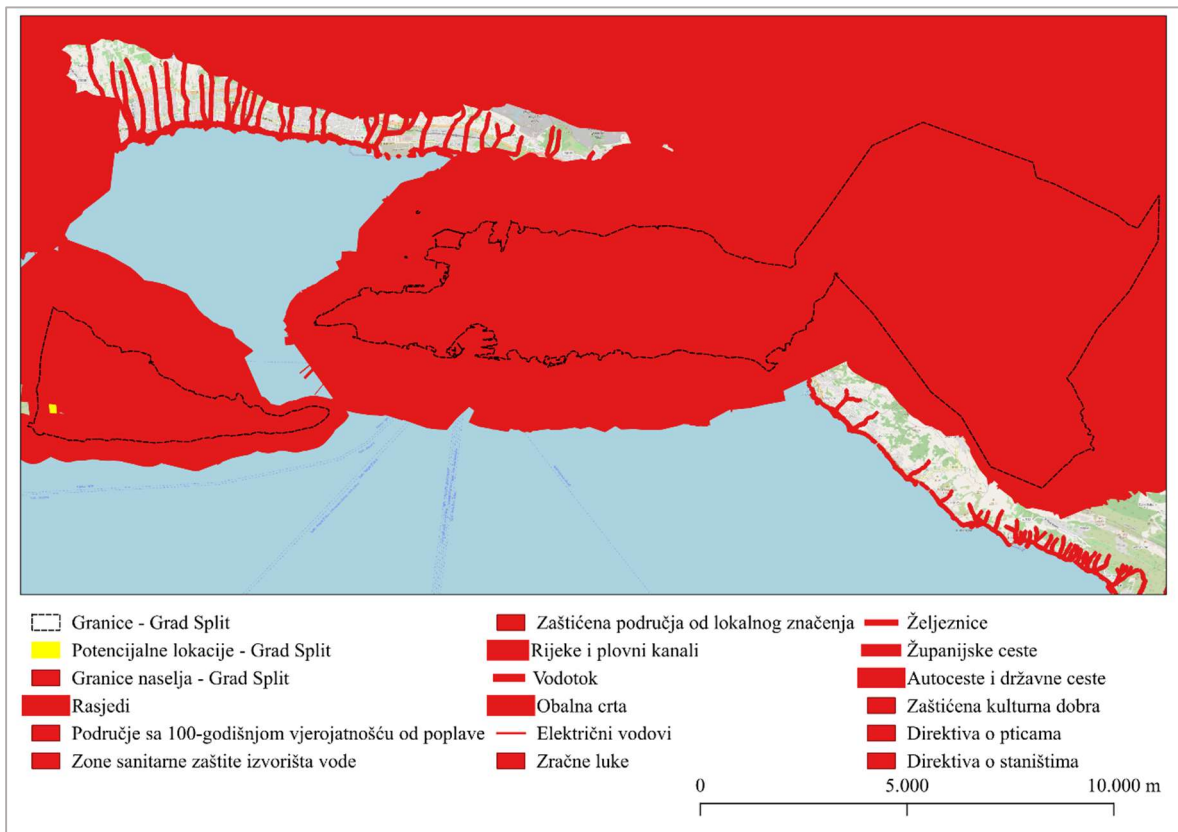 Granice - Grad Split
Potencijalne lokacije - Grad Split
Granice naselja - Grad Split
Rasjedi
Područje sa 100-godišnjom vjerojatnošću od poplave
Zone sanitarne zaštite izvorišta vode
Zaštićena područja od lokalnog značenja
Rijeke i plovni kanali
Vodotok
Obalna crta
Električni vodovi
Zračne luke
Željeznice
Županijske ceste
Autoceste i državne ceste
Zaštićena kulturna dobra
Direktiva o pticama
Direktiva o staništima
0 5.000 10.000 m